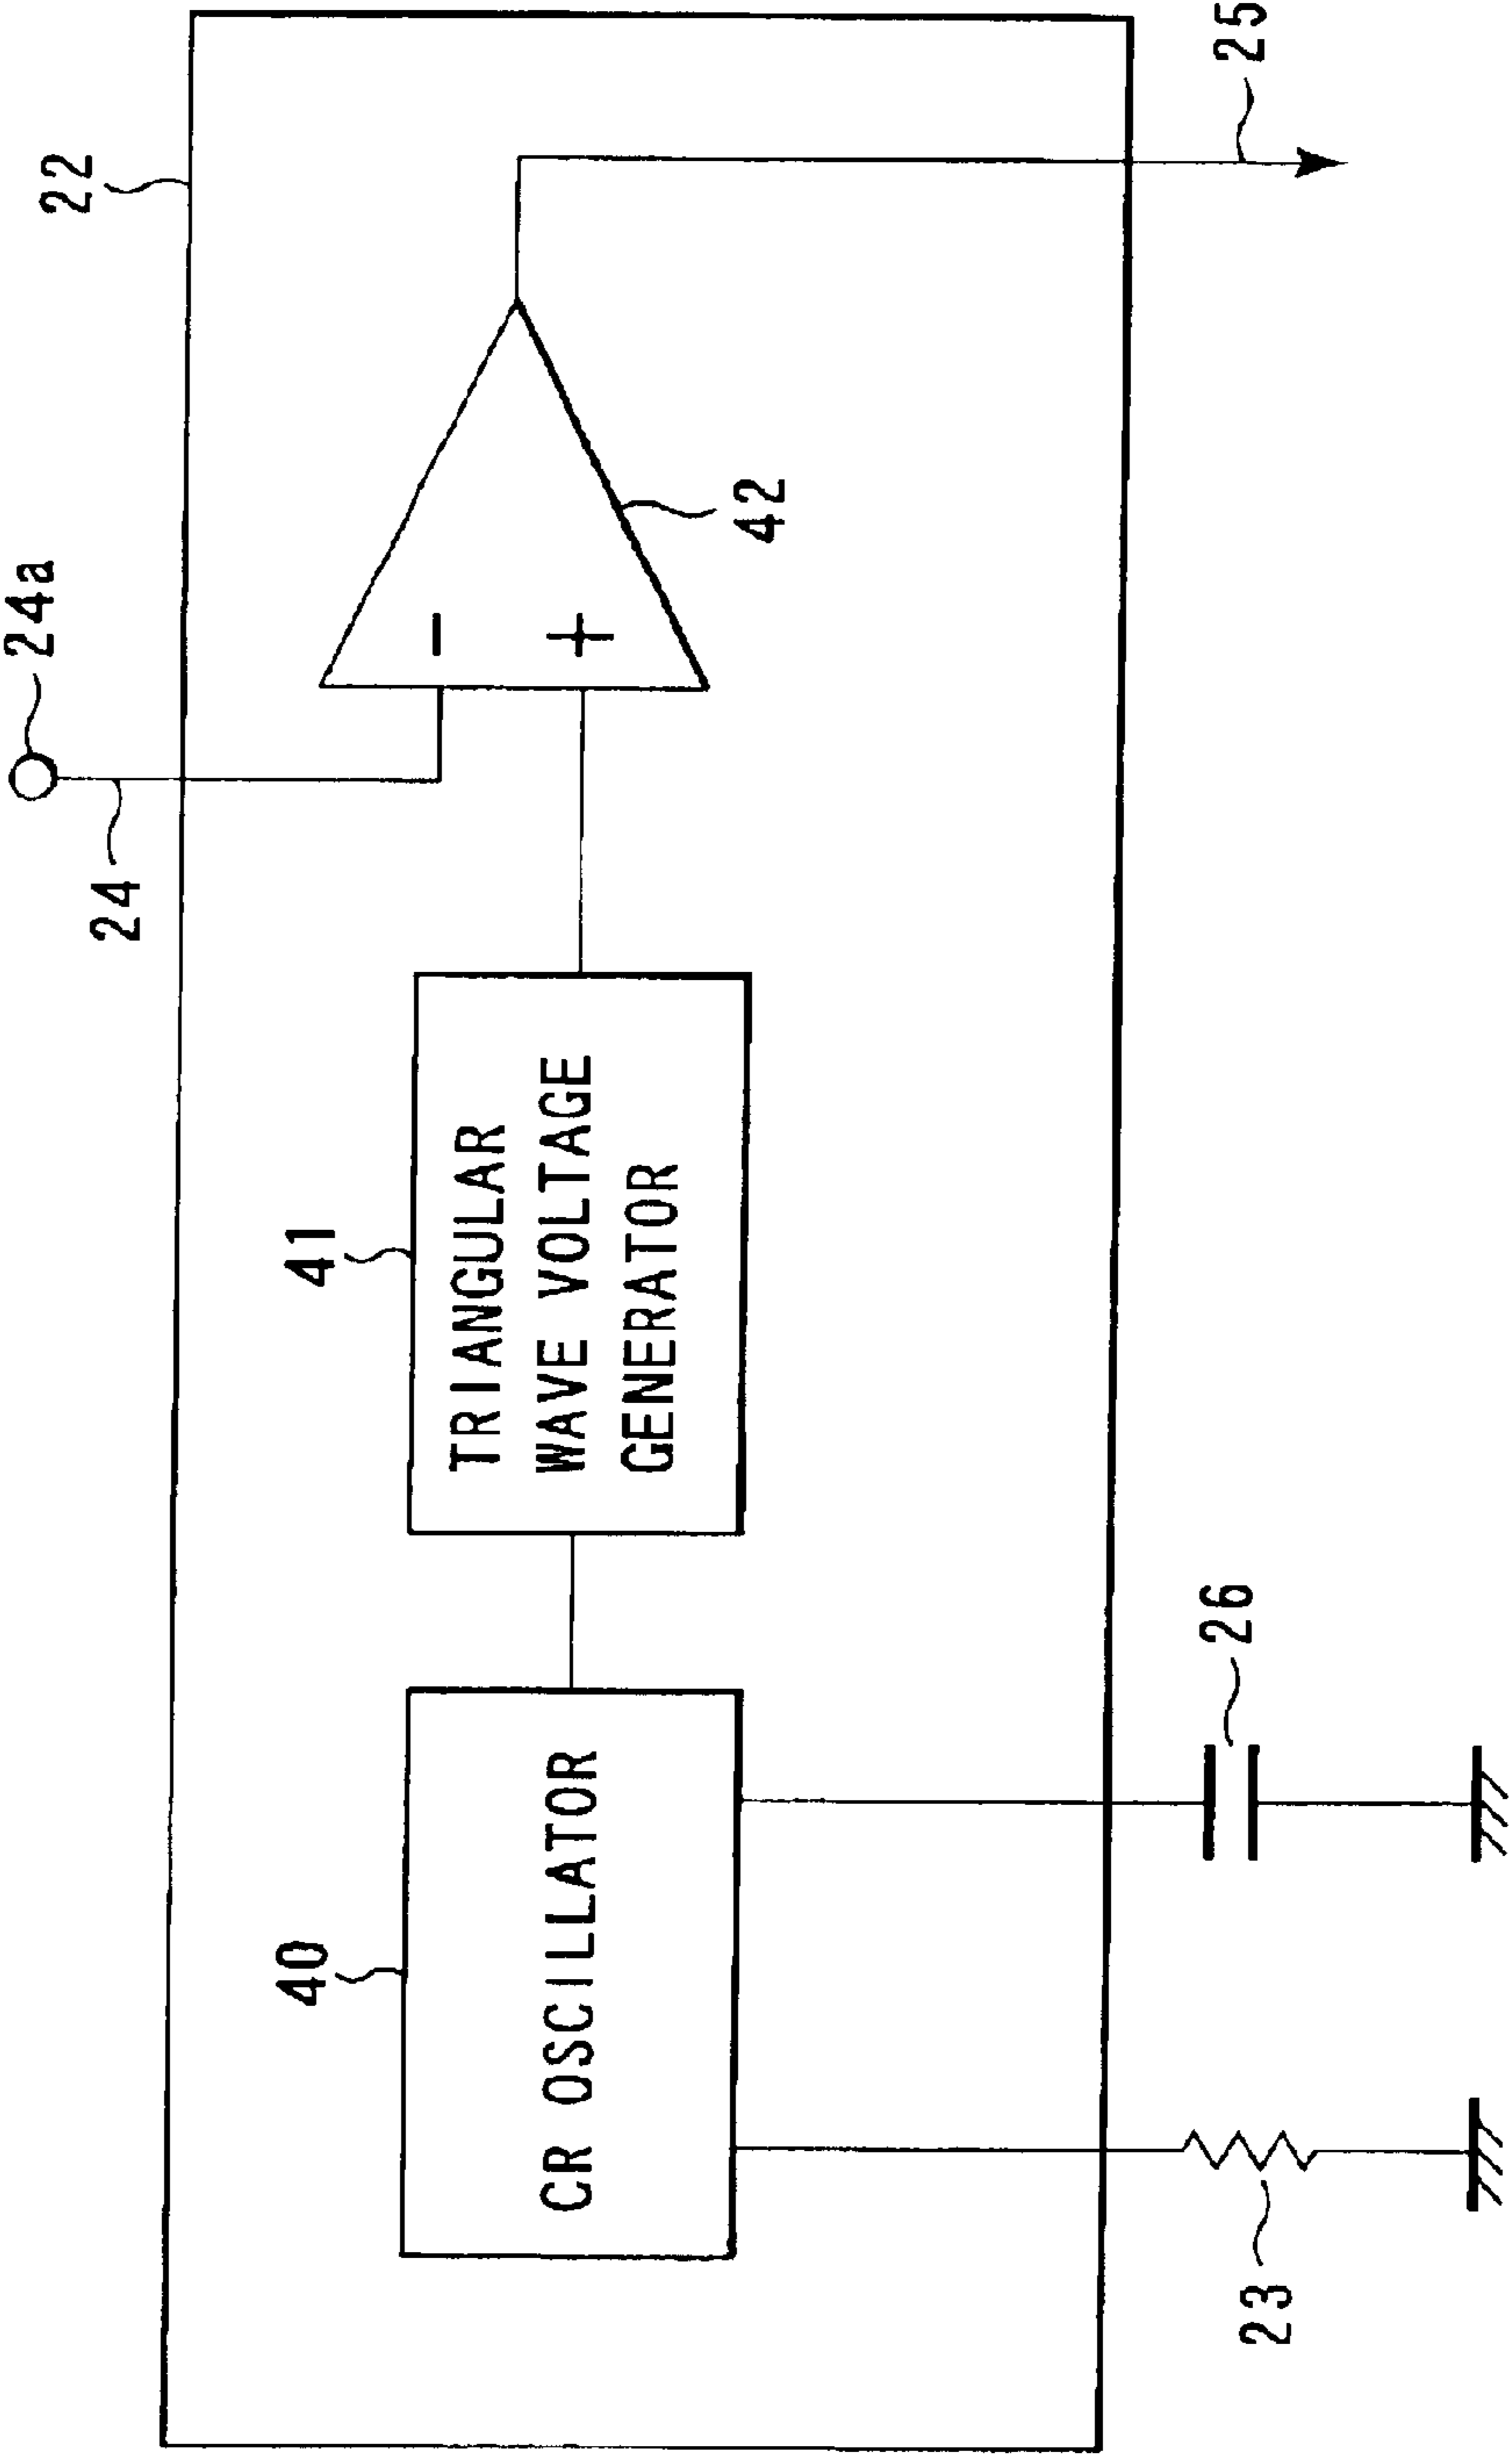 22
24a
24
25
42
41
TRIANGULAR
WAVE VOLTAGE
GENERATOR
40
CR OSCILLATOR
26
23
−
+